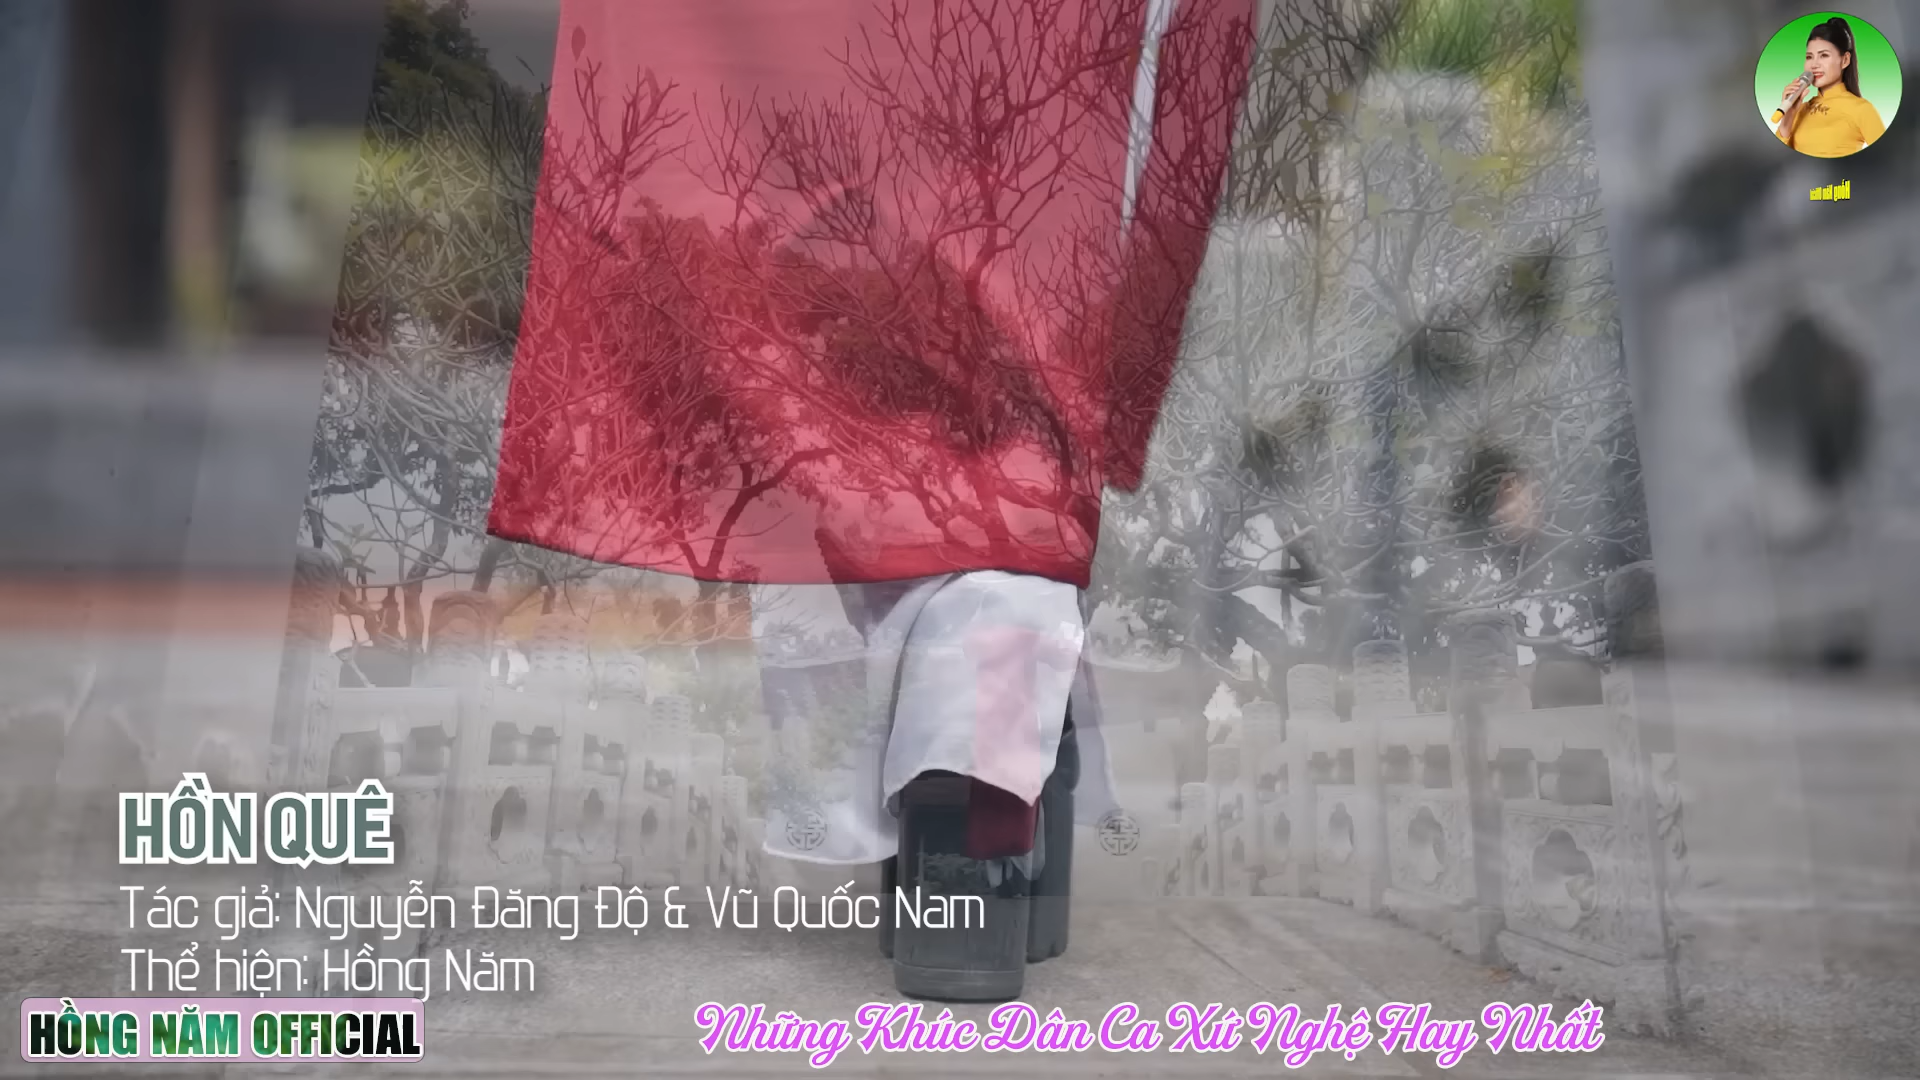 HỒN QUÊ
Tác giả: Nguyễn Đăng Độ & Vũ Quốc Nam
Thể hiện: Hồng Năm
HỒNG NĂM OFFICIAL
Những Khúc Dân Ca Xứ Nghệ Hay Nhất